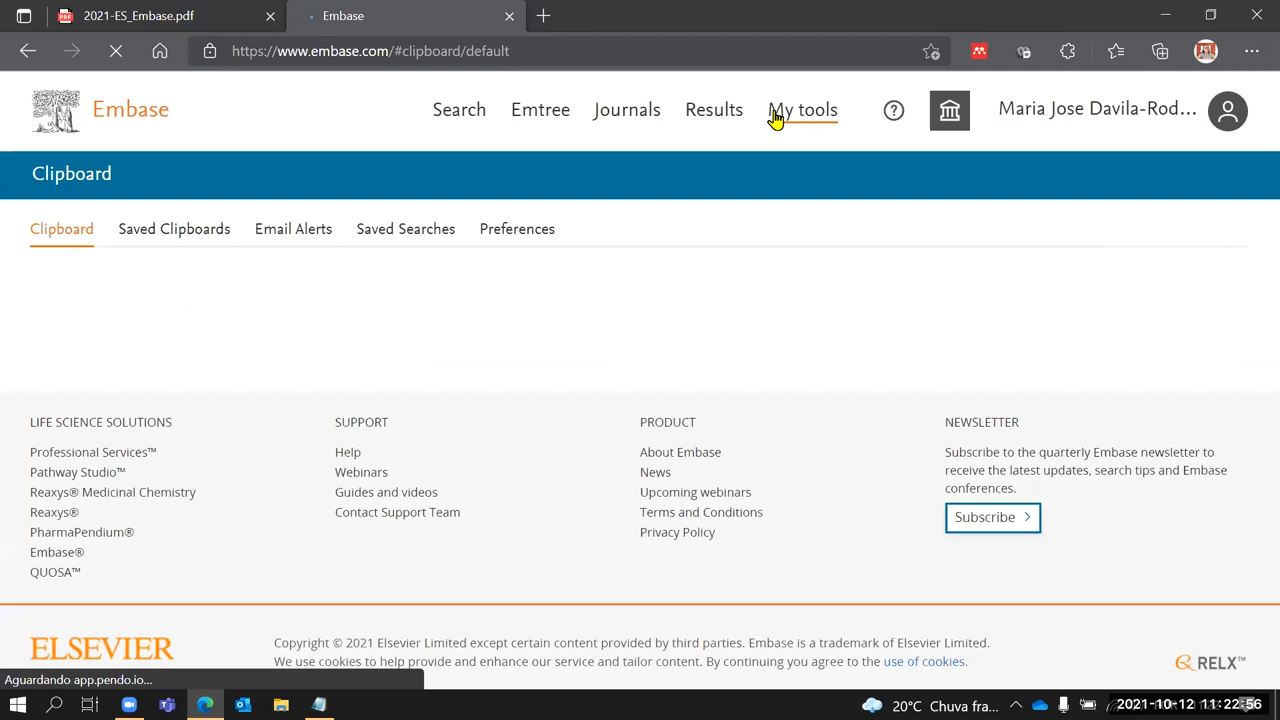 2021-ES_Embase.pdf
Embase
https://www.embase.com/#clipboard/default
Embase
Search
Emtree
Journals
Results
My tools
Maria Jose Davila-Rod...
Clipboard
Clipboard
Saved Clipboards
Email Alerts
Saved Searches
Preferences
LIFE SCIENCE SOLUTIONS
Professional Services™
Pathway Studio™
Reaxys® Medicinal Chemistry
Reaxys®
PharmaPendium®
Embase®
QUOSA™
SUPPORT
Help
Webinars
Guides and videos
Contact Support Team
PRODUCT
About Embase
News
Upcoming webinars
Terms and Conditions
Privacy Policy
NEWSLETTER
Subscribe to the quarterly Embase newsletter to
receive the latest updates, search tips and Embase
conferences.
Subscribe
ELSEVIER
Copyright © 2021 Elsevier Limited except certain content provided by third parties. Embase is a trademark of Elsevier Limited.
We use cookies to help provide and enhance our service and tailor content. By continuing you agree to the use of cookies.
RELX™
Aguardando app.pendo.io...
20°C Chuva fra...
2021-10-12 11:22:56